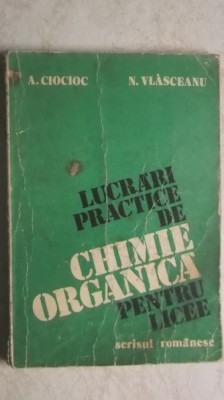 A. CIOCIOC N. VLĂSCEANU
LUCRĂRI
PRACTICE
DE
CHIMIE
ORGANICĂ
PENTRU
LICEE
scrisul românesc